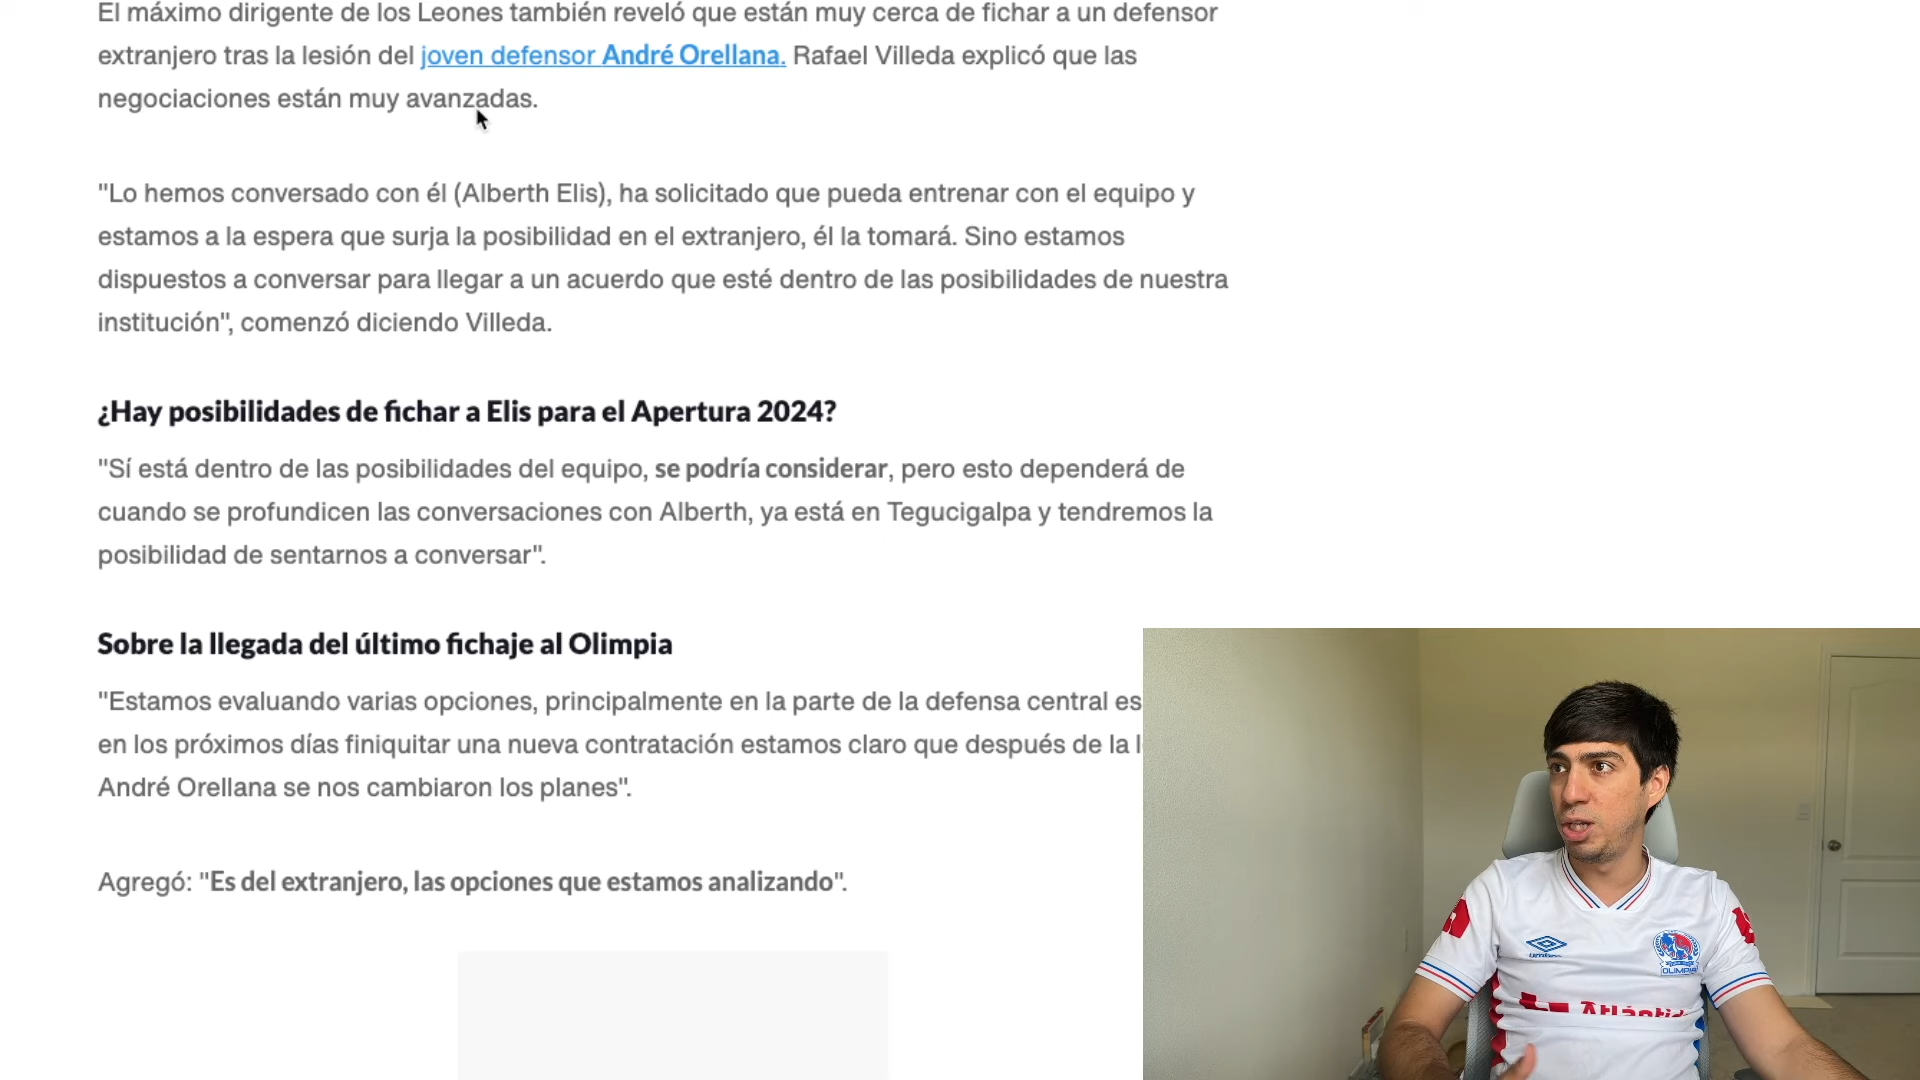 El máximo dirigente de los Leones también reveló que están muy cerca de fichar a un defensor
extranjero tras la lesión del joven defensor André Orellana. Rafael Villeda explicó que las
negociaciones están muy avanzadas.
"Lo hemos conversado con él (Alberth Elis), ha solicitado que pueda entrenar con el equipo y
estamos a la espera que surja la posibilidad en el extranjero, él la tomará. Sino estamos
dispuestos a conversar para llegar a un acuerdo que esté dentro de las posibilidades de nuestra
institución", comenzó diciendo Villeda.
¿Hay posibilidades de fichar a Elis para el Apertura 2024?
"Sí está dentro de las posibilidades del equipo, se podría considerar, pero esto dependerá de
cuando se profundicen las conversaciones con Alberth, ya está en Tegucigalpa y tendremos la
posibilidad de sentarnos a conversar".
Sobre la llegada del último fichaje al Olimpia
"Estamos evaluando varias opciones, principalmente en la parte de la defensa central es
en los próximos días finiquitar una nueva contratación estamos claro que después de la l
André Orellana se nos cambiaron los planes".
Agregó: "Es del extranjero, las opciones que estamos analizando".
umbro
OLIMPIA
Atlántid